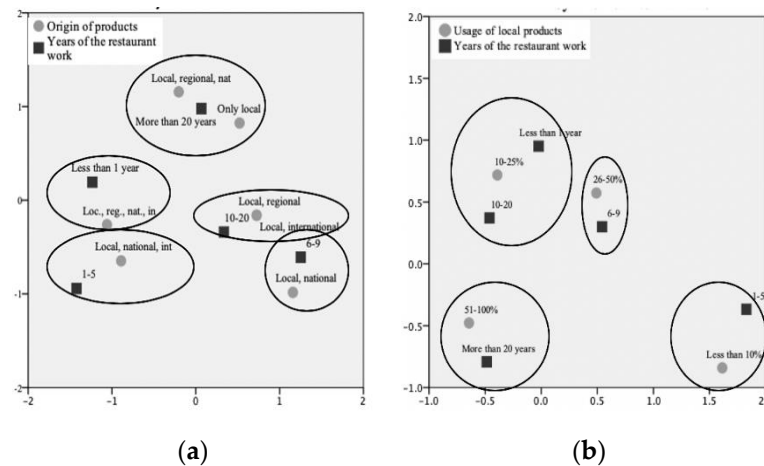 Origin of products
Years of the restaurant
work
2
1
0
-1
-2
-2
-1
0
1
2
Local, regional, nat
Only local
More than 20 years
Less than 1 year
Loc., reg., nat., in
Local, national, int
1-5
Local, regional
10-20
Local, international
6-9
Local, national
(a)
Usage of local products
Years of the restaurant work
2.0
1.5
1.0
0.5
0.0
-0.5
-1.0
-1.0
-0.5
0.0
0.5
1.0
1.5
2
Less than 1 year
10-25%
10-20
26-50%
6-9
51-100%
More than 20 years
1-5
Less than 10%
(b)